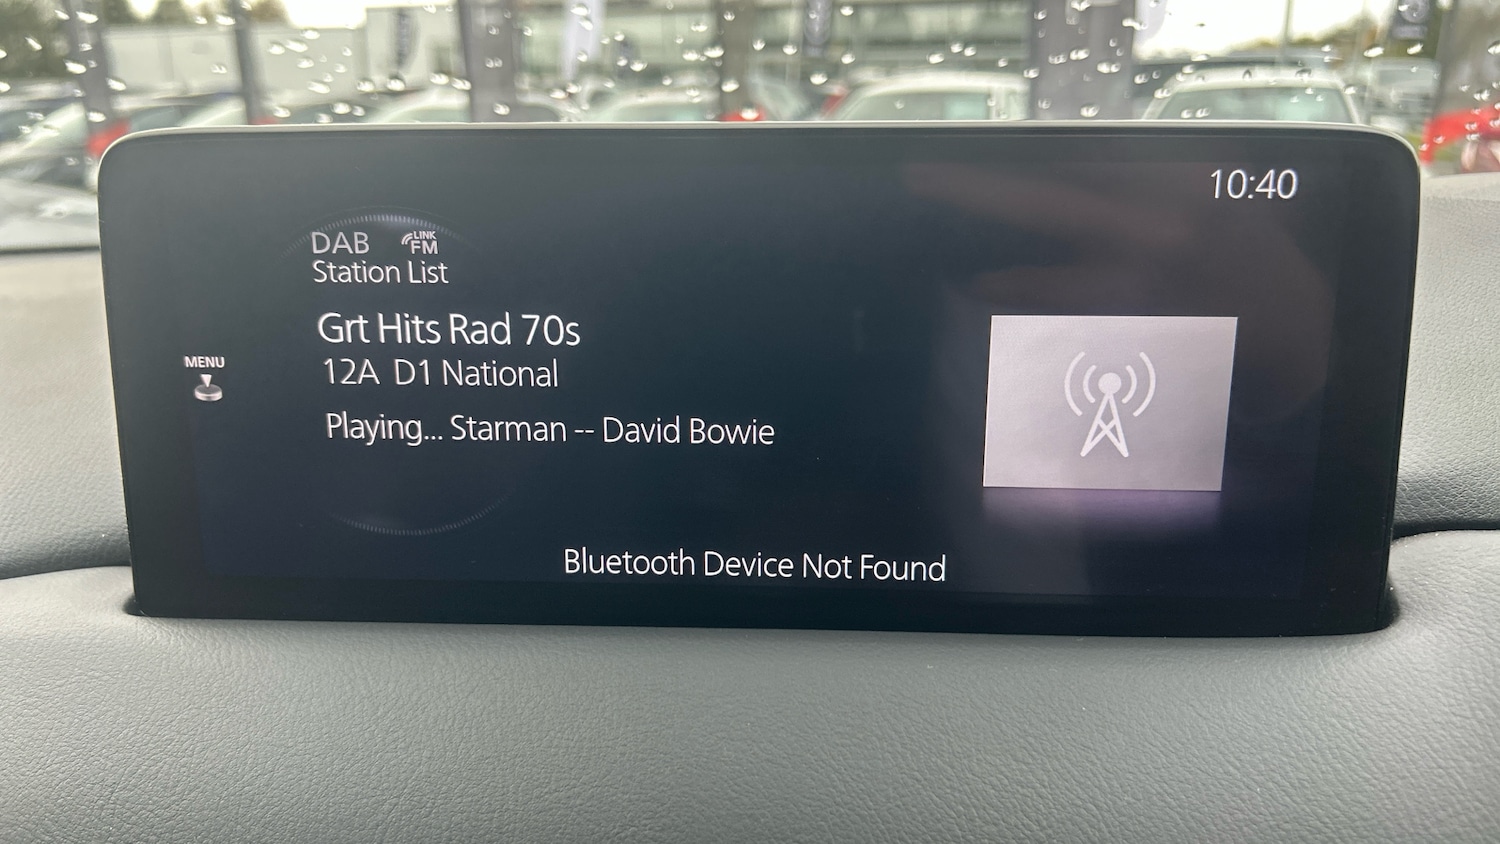 10:40
DAB LINK FM
Station List
Grt Hits Rad 70s
12A D1 National
MENU
Playing... Starman -- David Bowie
Bluetooth Device Not Found